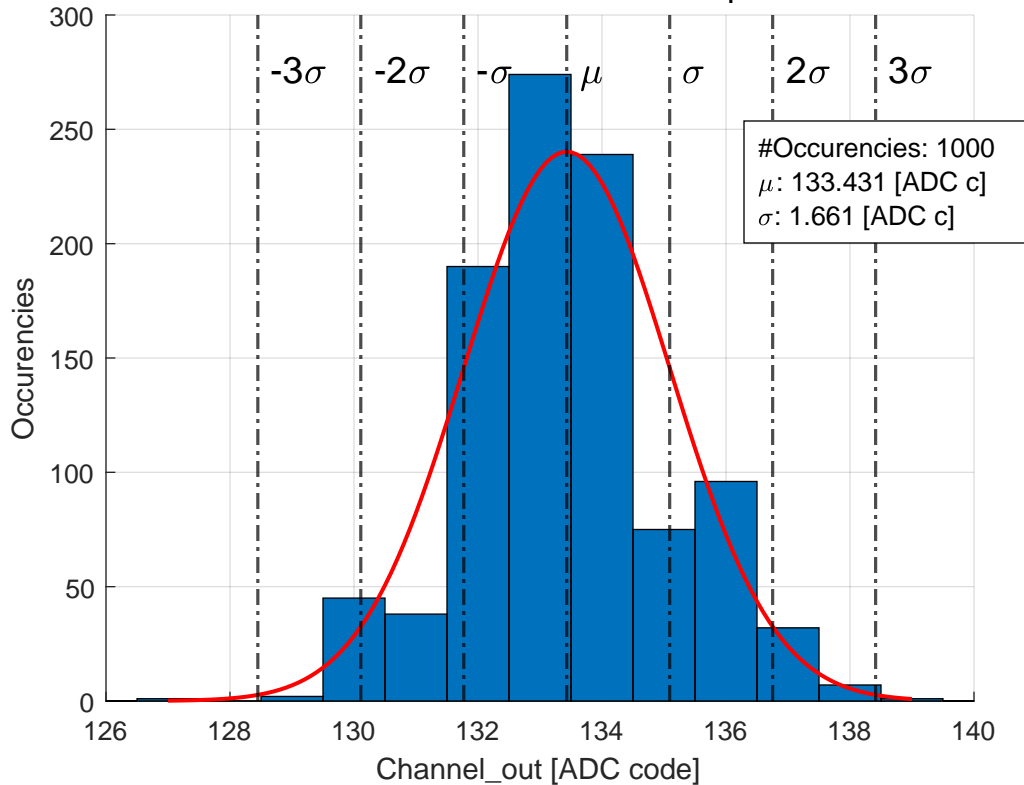 300
250
200
150
100
50
0
Occurencies
-3σ -2σ -σ μ σ 2σ 3σ
#Occurencies: 1000
μ: 133.431 [ADC c]
σ: 1.661 [ADC c]
126 128 130 132 134 136 138 140
Channel_out [ADC code]